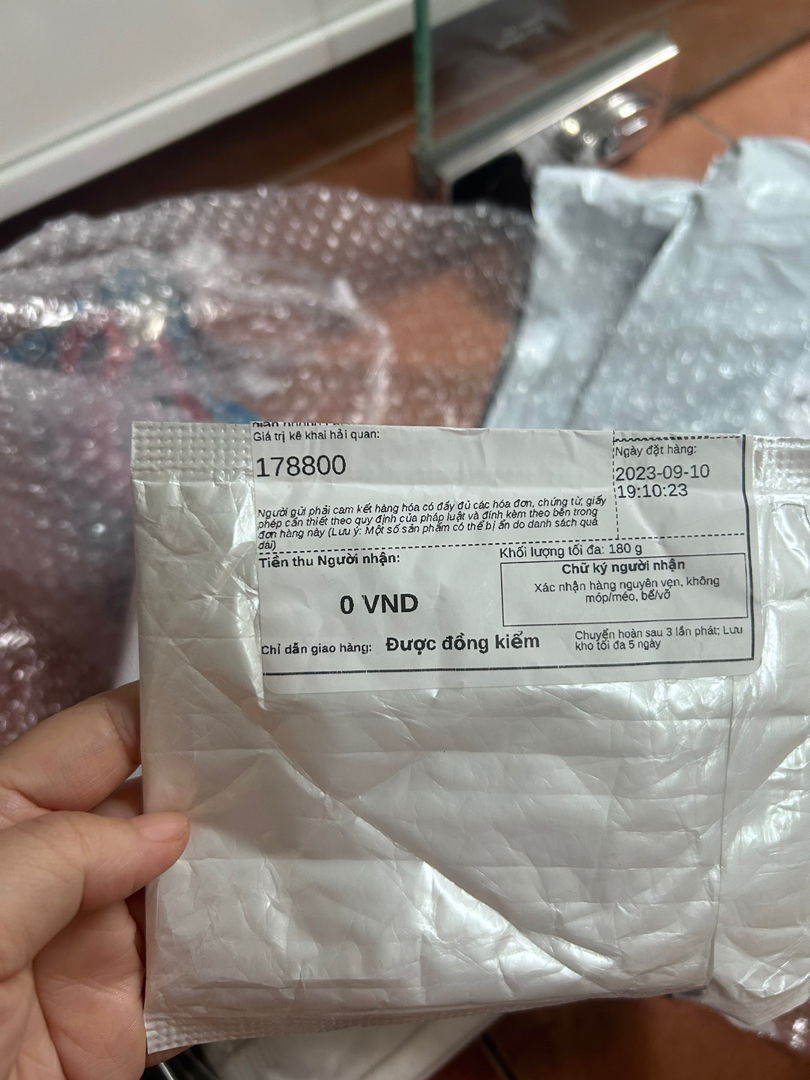 Giá trị kê khai hải quan:
178800
Ngày đặt hàng:
2023-09-10
19:10:23
Người gửi phải cam kết hàng hóa có đầy đủ các hóa đơn, chứng từ, giấy
phép cần thiết theo quy định của pháp luật và đính kèm theo bên trong
đơn hàng này (Lưu ý: Một số sản phẩm có thể bị ẩn do danh sách quá
dài)
Khối lượng tối đa: 180 g
Tiền thu Người nhận:
0 VND
Chữ ký người nhận
Xác nhận hàng nguyên vẹn, không
móp/méo, bể/vỡ
Chỉ dẫn giao hàng: Được đồng kiểm
Chuyển hoàn sau 3 lần phát; Lưu
kho tối đa 5 ngày